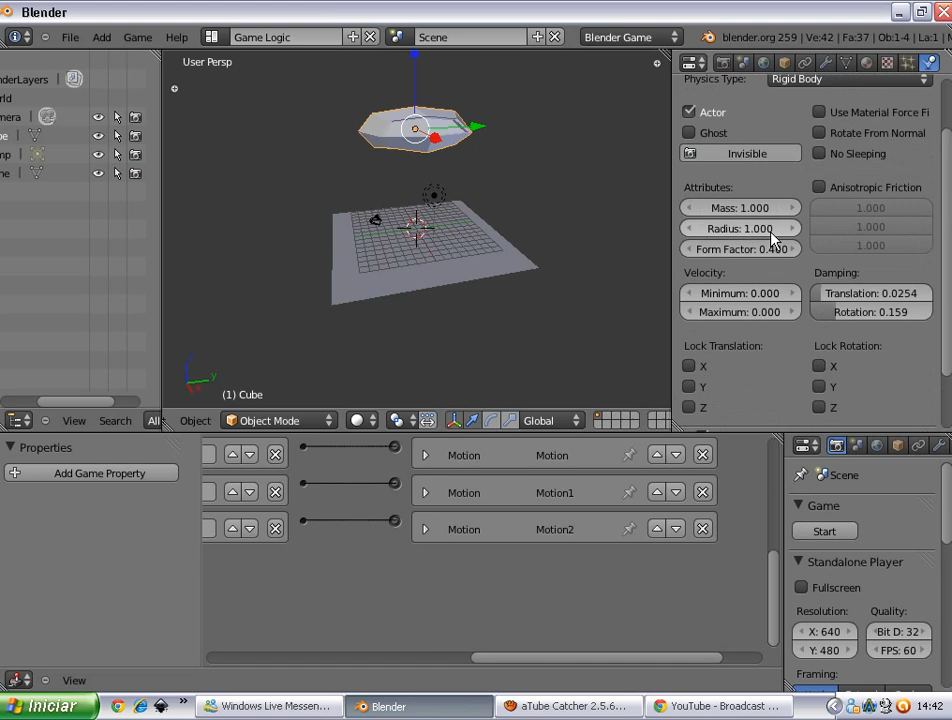 Blender
File Add Game Help Game Logic Scene Blender Game blender.org 259 | Ve:42 | Fa:37 | Ob:1-4 | La:1 |
User Persp
nderLayers
orld
mera
be
mp
ne
Physics Type: Rigid Body
Actor Use Material Force Fi
Ghost Rotate From Normal
Invisible No Sleeping
Attributes: Anisotropic Friction
Mass: 1.000 1.000
Radius: 1.000 1.000
Form Factor: 0.400 1.000
Velocity: Damping:
Minimum: 0.000 Translation: 0.0254
Maximum: 0.000 Rotation: 0.159
Lock Translation: Lock Rotation:
X X
Y Y
Z Z
z
y
(1) Cube
View Search All Object Object Mode Global
Properties
Add Game Property
Motion Motion
Motion Motion1
Motion Motion2
Scene
Game
Start
Standalone Player
Fullscreen
Resolution: Quality:
X: 640 Bit D: 32
Y: 480 FPS: 60
Framing:
View
Iniciar Windows Live Messen... Blender aTube Catcher 2.5.6... YouTube - Broadcast ... 14:42